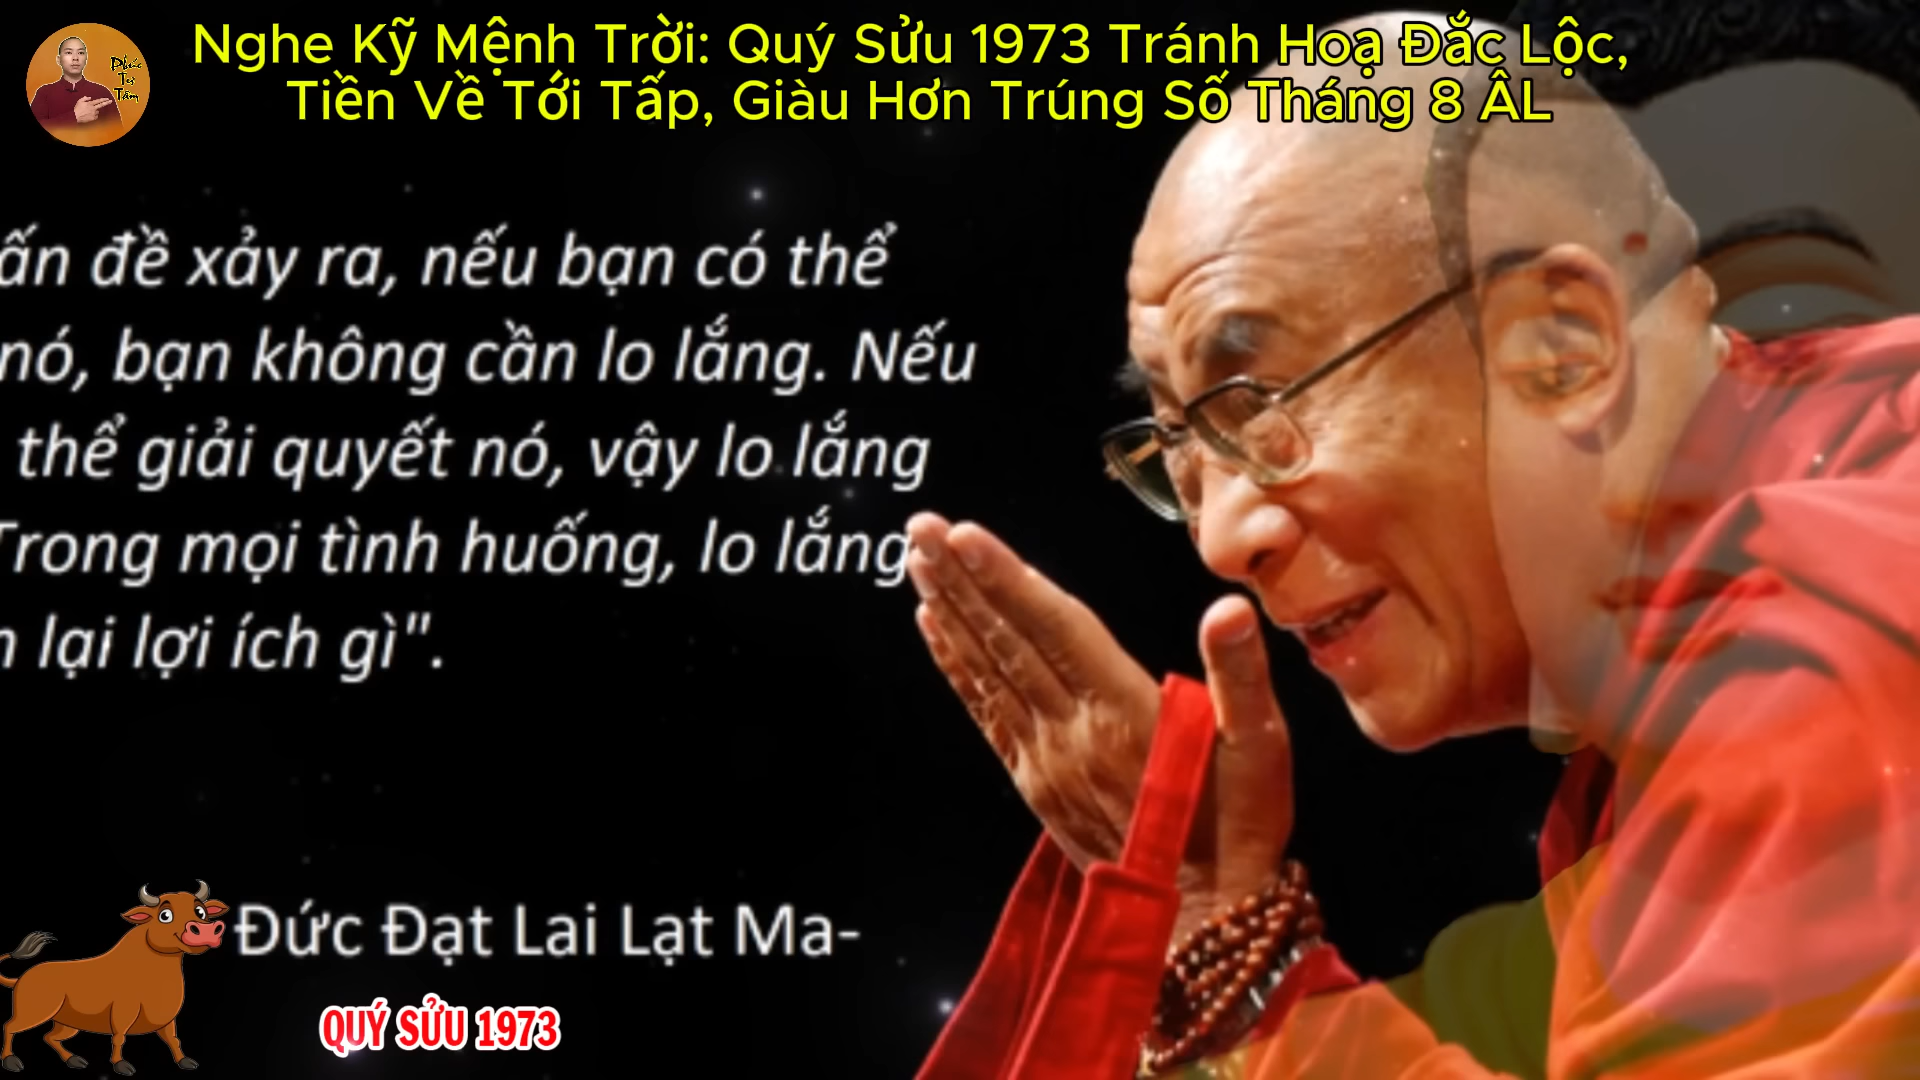 Phúc
Tư
Tâm
Nghe Kỹ Mệnh Trời: Quý Sửu 1973 Tránh Hoạ Đắc Lộc,
Tiền Về Tới Tấp, Giàu Hơn Trúng Số Tháng 8 ÂL
đề xảy ra, nếu bạn có thể
nó, bạn không cần lo lắng. Nếu
thể giải quyết nó, vậy lo lắng
Trong mọi tình huống, lo lắng
lại lợi ích gì".
Đức Đạt Lai Lạt Ma-
QUÝ SỬU 1973